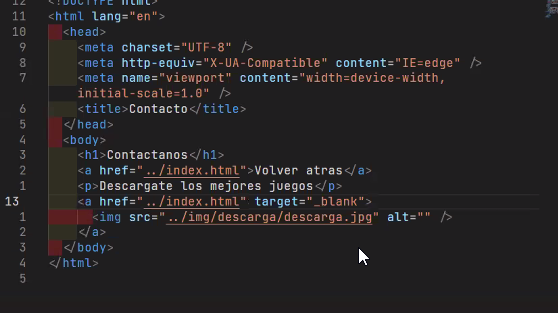 12 <!DOCTYPE html>
11 <html lang="en">
10 <head>
9 <meta charset="UTF-8" />
8 <meta http-equiv="X-UA-Compatible" content="IE=edge" />
7 <meta name="viewport" content="width=device-width,
initial-scale=1.0" />
6 <title>Contacto</title>
5 </head>
4 <body>
3 <h1>Contactanos</h1>
2 <a href="../index.html">Volver atras</a>
1 <p>Descargate los mejores juegos</p>
13 <a href="../index.html" target="_blank">
1 <img src="../img/descarga/descarga.jpg" alt="" />
2 </a>
3 </body>
4 </html>
5